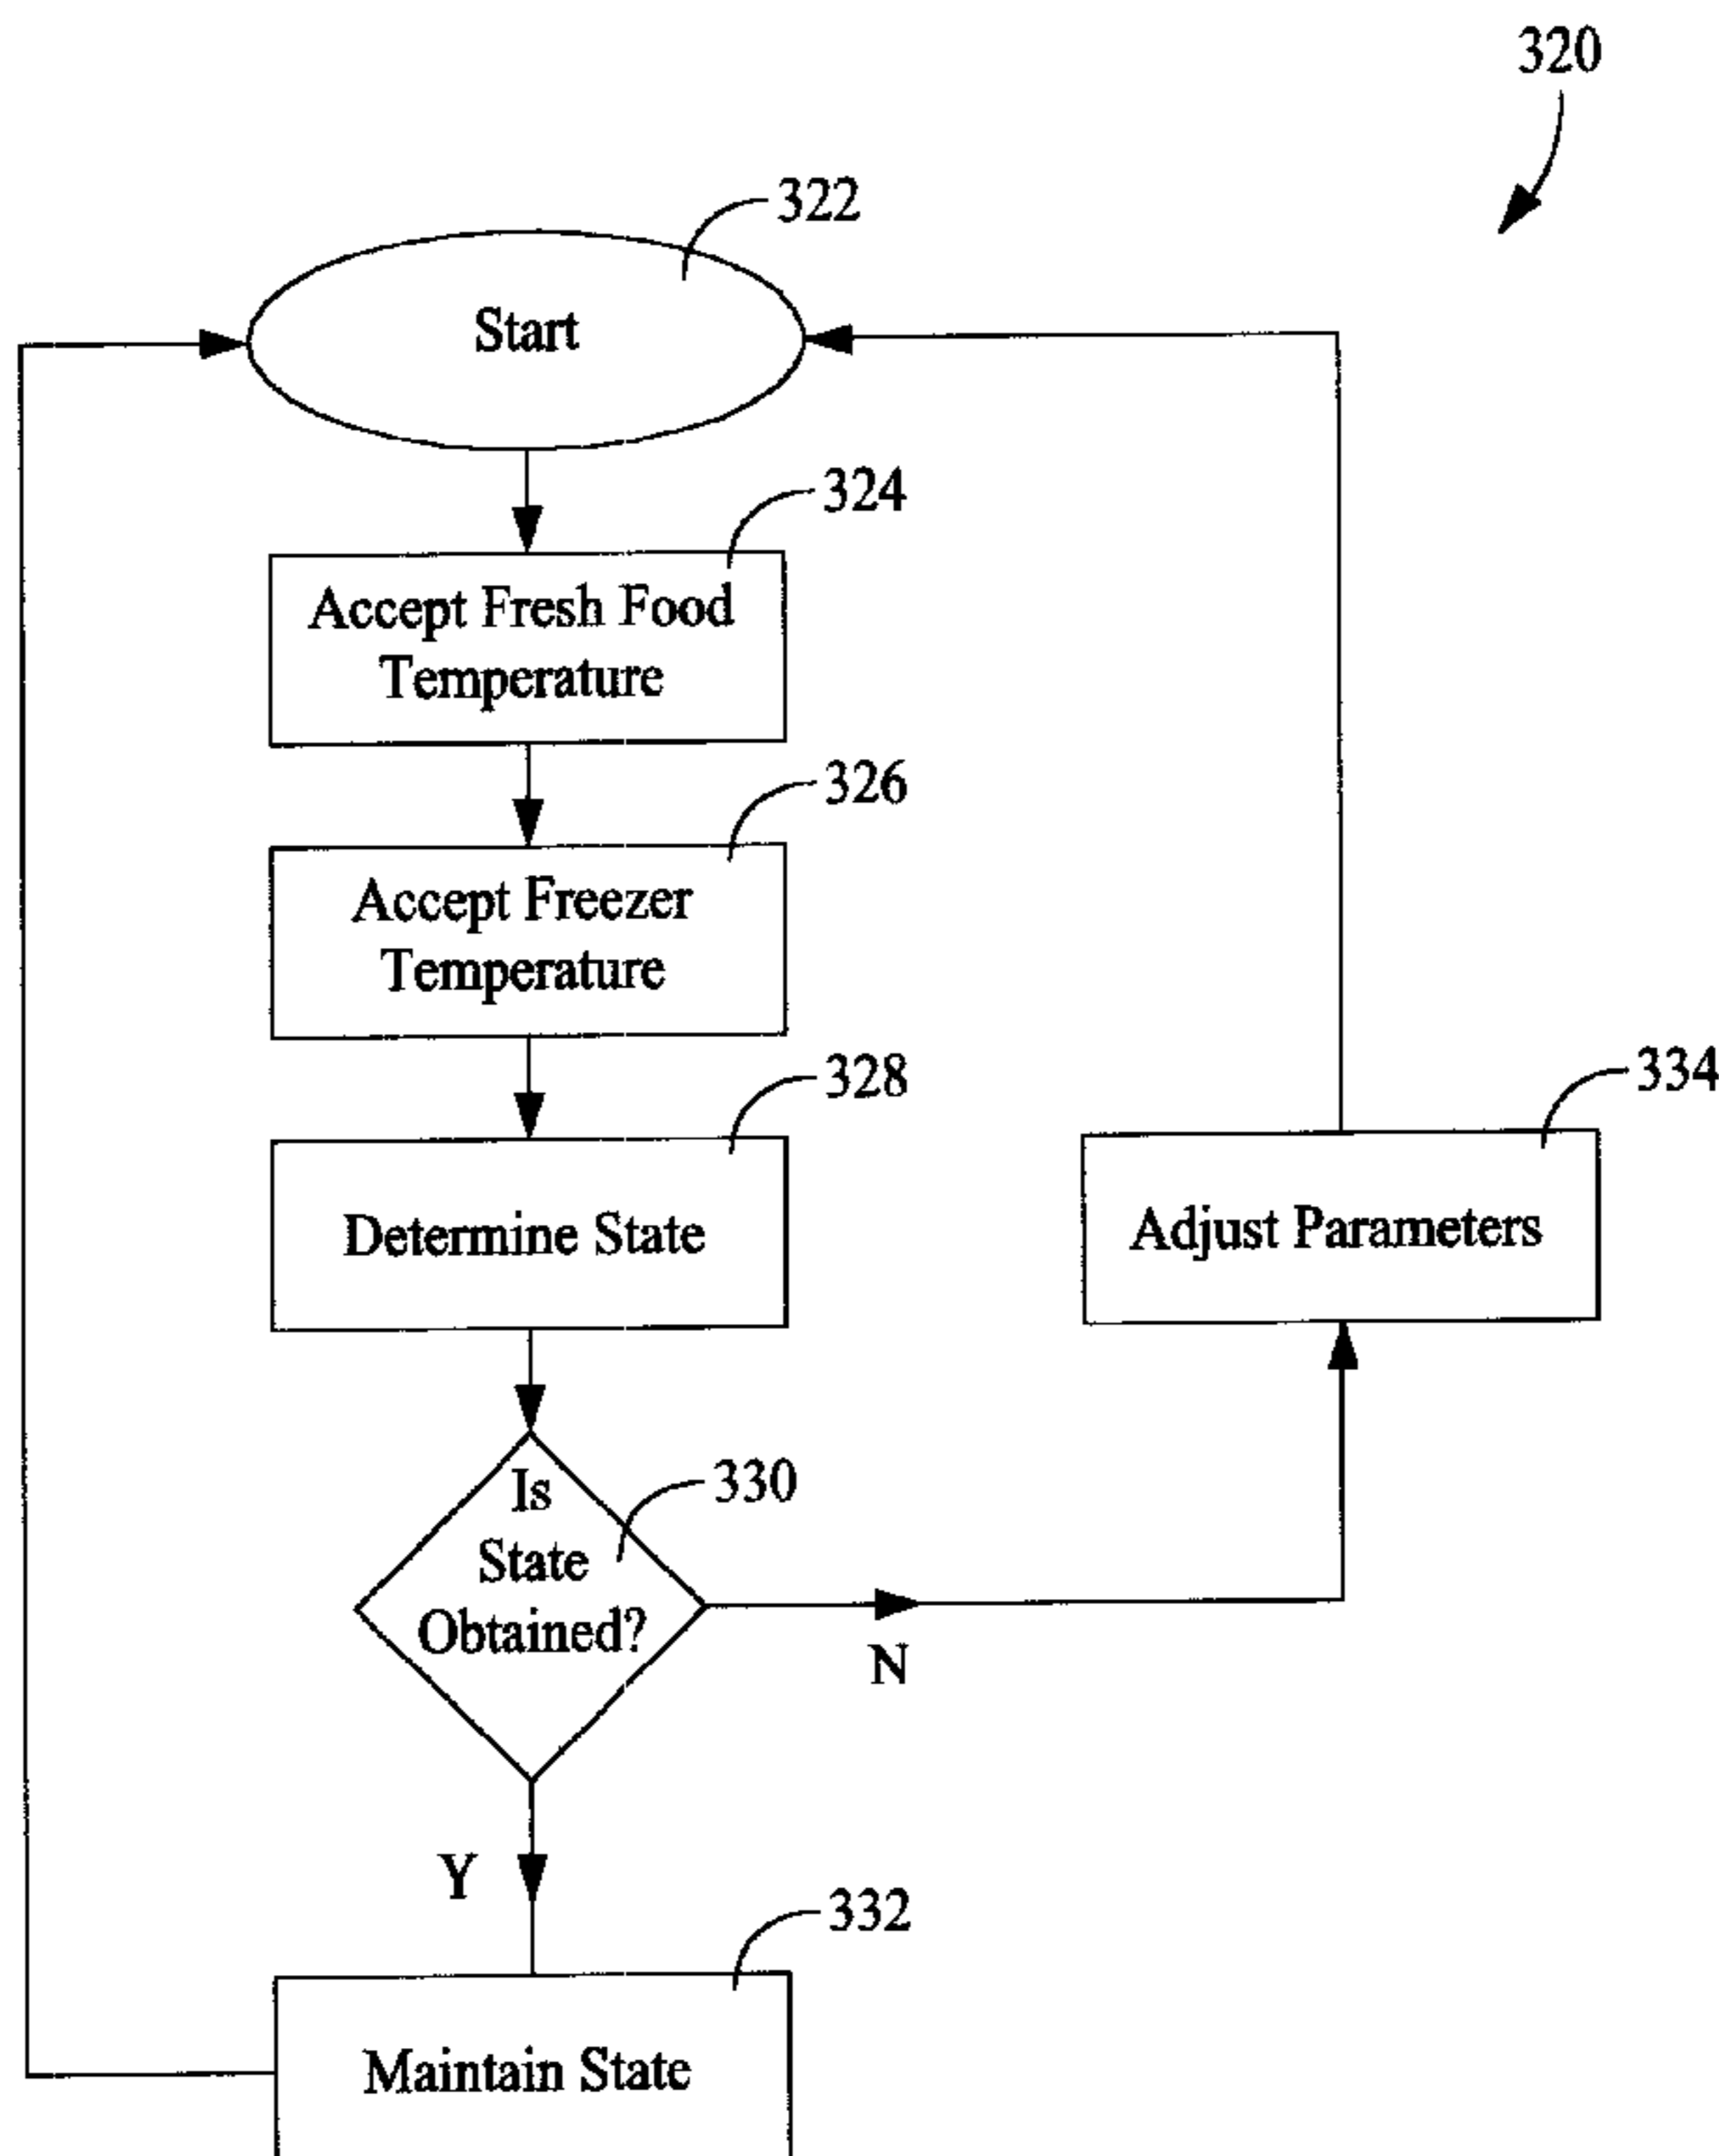 320
322
Start
324
Accept Fresh Food
Temperature
326
Accept Freezer
Temperature
328
Determine State
334
Adjust Parameters
330
Is
State
Obtained?
N
Y
332
Maintain State